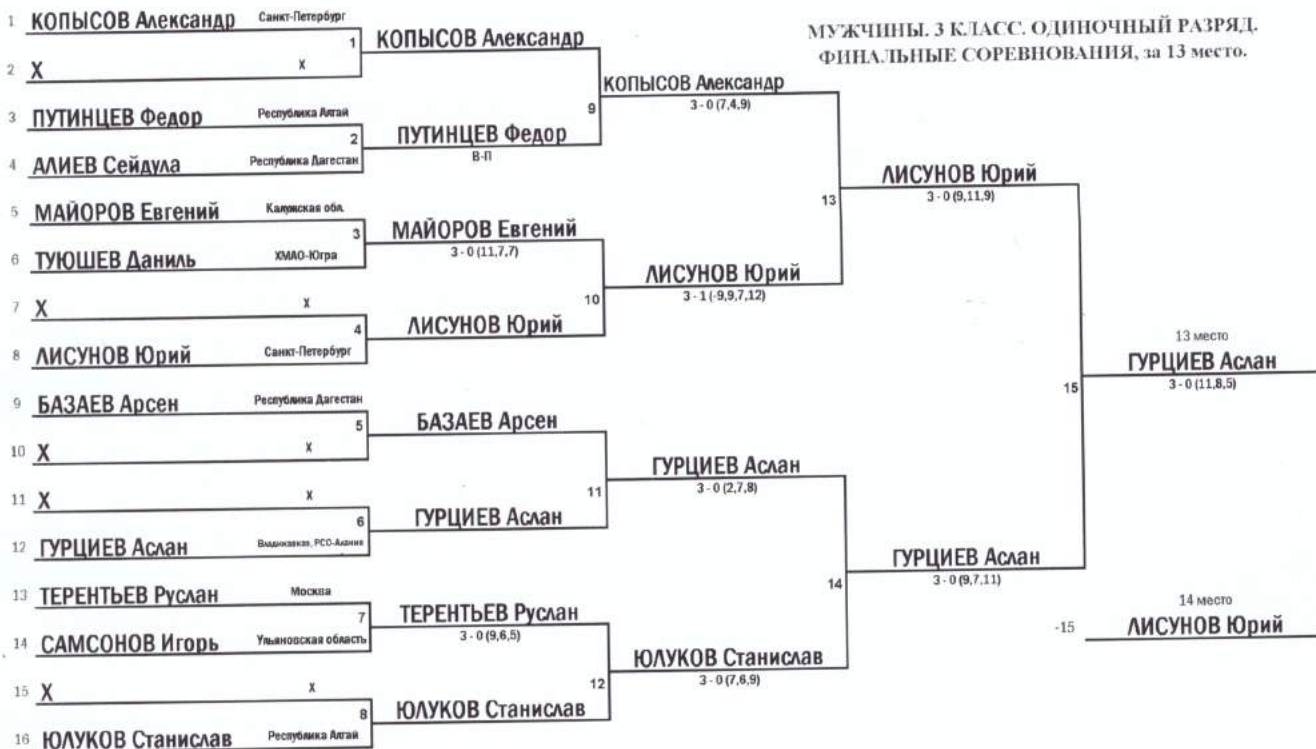 МУЖЧИНЫ. 3 КЛАСС. ОДИНОЧНЫЙ РАЗРЯД.
ФИНАЛЬНЫЕ СОРЕВНОВАНИЯ, за 13 место.
1 КОПЫСОВ Александр Санкт-Петербург
1 КОПЫСОВ Александр
2 X X
КОПЫСОВ Александр
3 - 0 (7,4,9)
9
3 ПУТИНЦЕВ Федор Республика Алтай
2 ПУТИНЦЕВ Федор
В-П
4 АЛИЕВ Сейдула Республика Дагестан
ЛИСУНОВ Юрий
3 - 0 (9,11,9)
13
5 МАЙОРОВ Евгений Калужская обл.
3 МАЙОРОВ Евгений
3 - 0 (11,7,7)
6 ТУЮШЕВ Даниль ХМАО-Югра
ЛИСУНОВ Юрий
3 - 1 (-9,9,7,12)
10
7 X X
4 ЛИСУНОВ Юрий
8 ЛИСУНОВ Юрий Санкт-Петербург
13 место
ГУРЦИЕВ Аслан
3 - 0 (11,8,5)
15
9 БАЗАЕВ Арсен Республика Дагестан
5 БАЗАЕВ Арсен
10 X X
ГУРЦИЕВ Аслан
3 - 0 (2,7,8)
11
11 X X
6 ГУРЦИЕВ Аслан
12 ГУРЦИЕВ Аслан Владикавказ, РСО-Алания
ГУРЦИЕВ Аслан
3 - 0 (9,7,11)
14
13 ТЕРЕНТЬЕВ Руслан Москва
7 ТЕРЕНТЬЕВ Руслан
3 - 0 (9,6,5)
14 САМСОНОВ Игорь Ульяновская область
14 место
-15 ЛИСУНОВ Юрий
ЮЛУКОВ Станислав
3 - 0 (7,6,9)
12
15 X X
8 ЮЛУКОВ Станислав
16 ЮЛУКОВ Станислав Республика Алтай